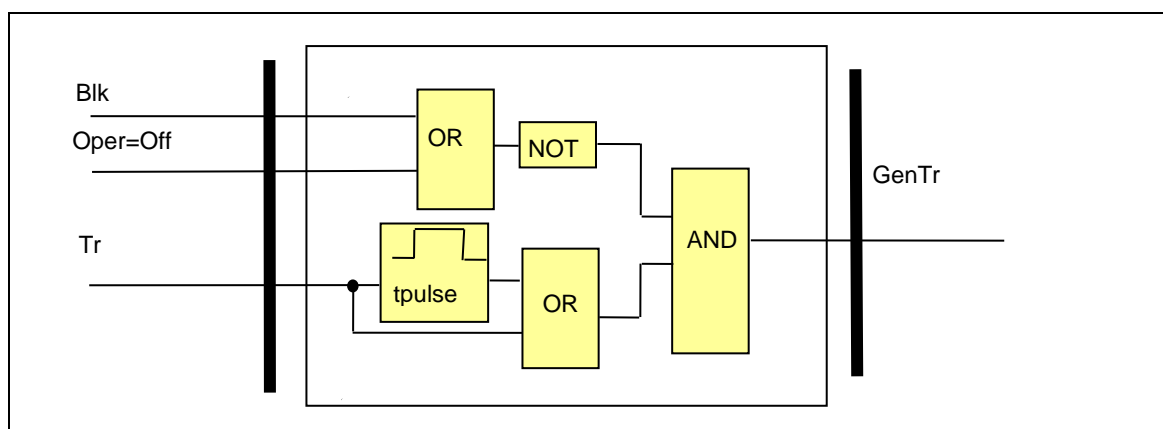 Blk
Oper=Off
OR
NOT
GenTr
Tr
AND
tpulse
OR